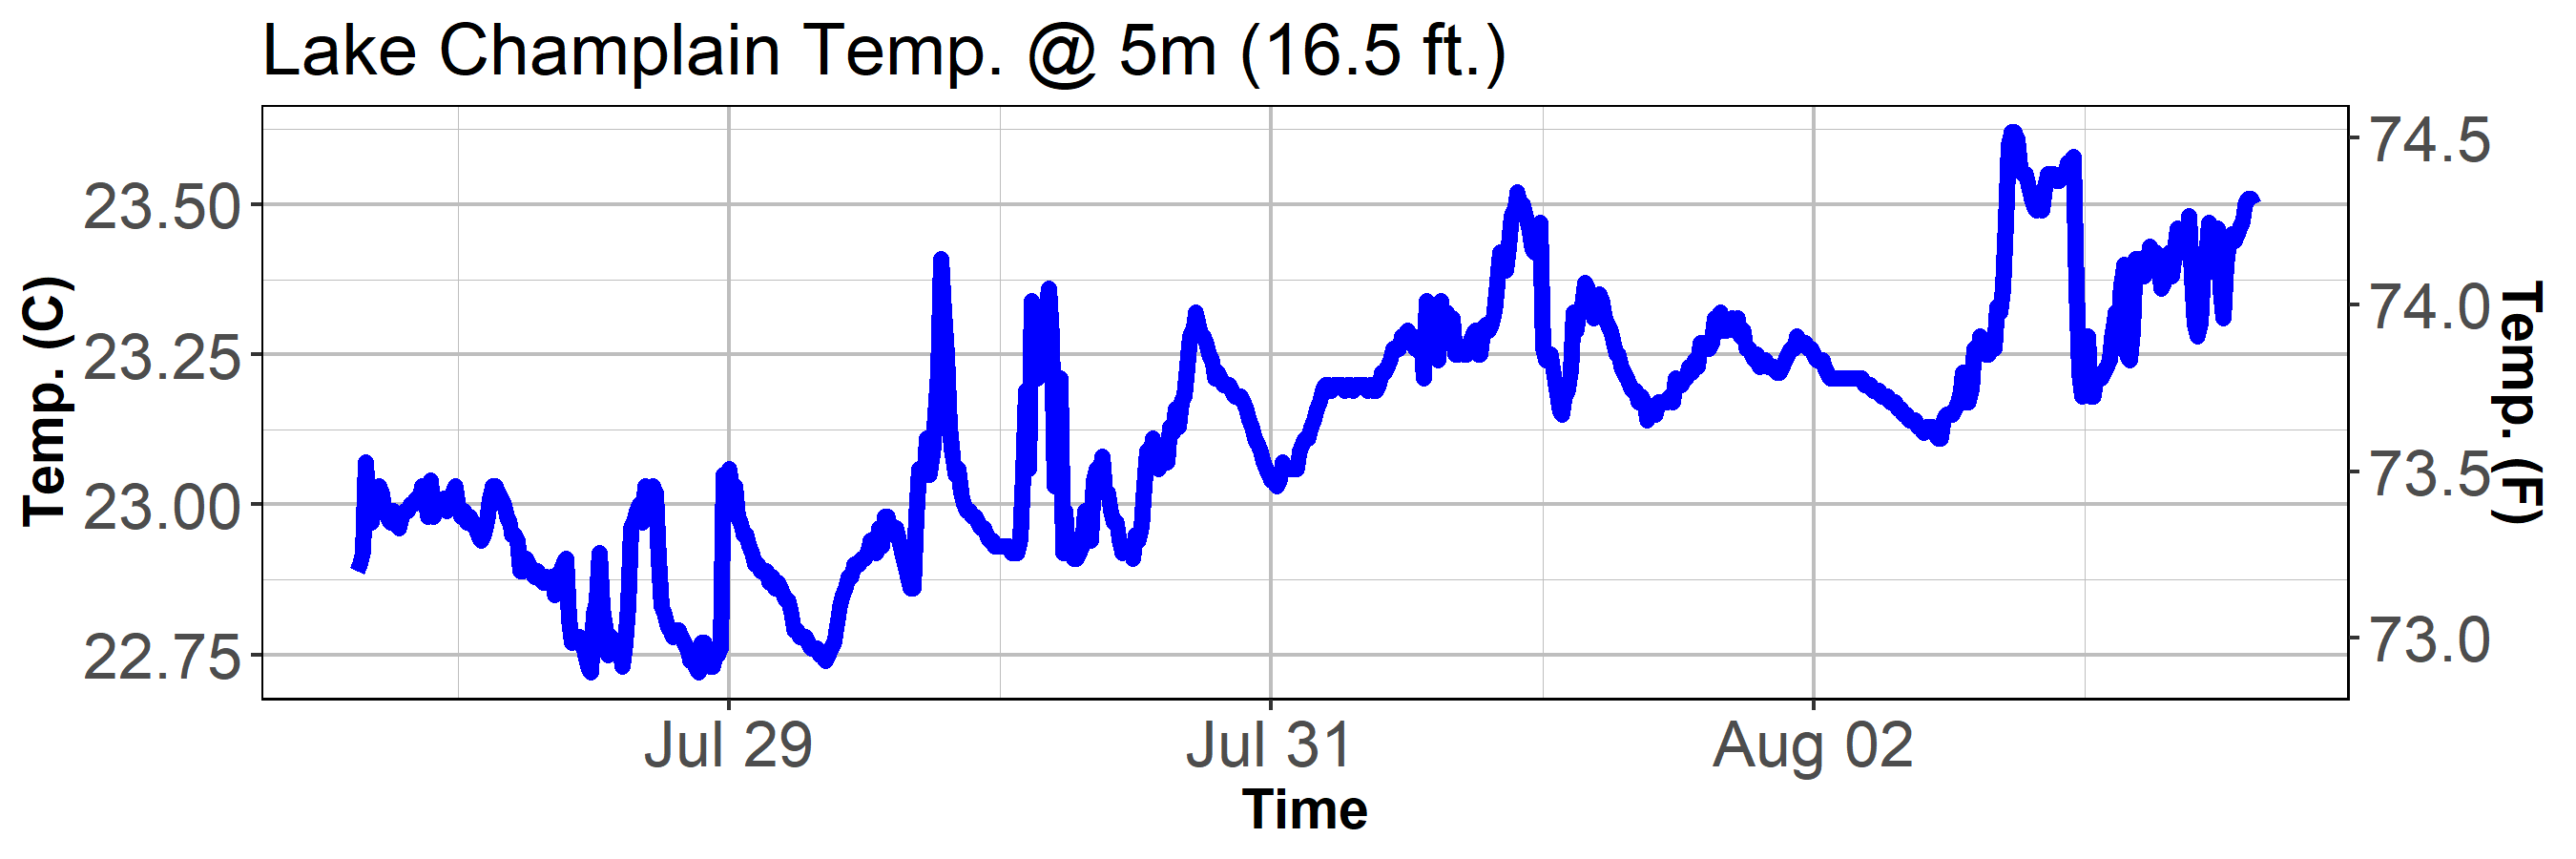 Lake Champlain Temp. @ 5m (16.5 ft.)
Temp. (C)
23.50
23.25
23.00
22.75
74.5
74.0
73.5
73.0
Temp. (F)
Jul 29
Jul 31
Aug 02
Time